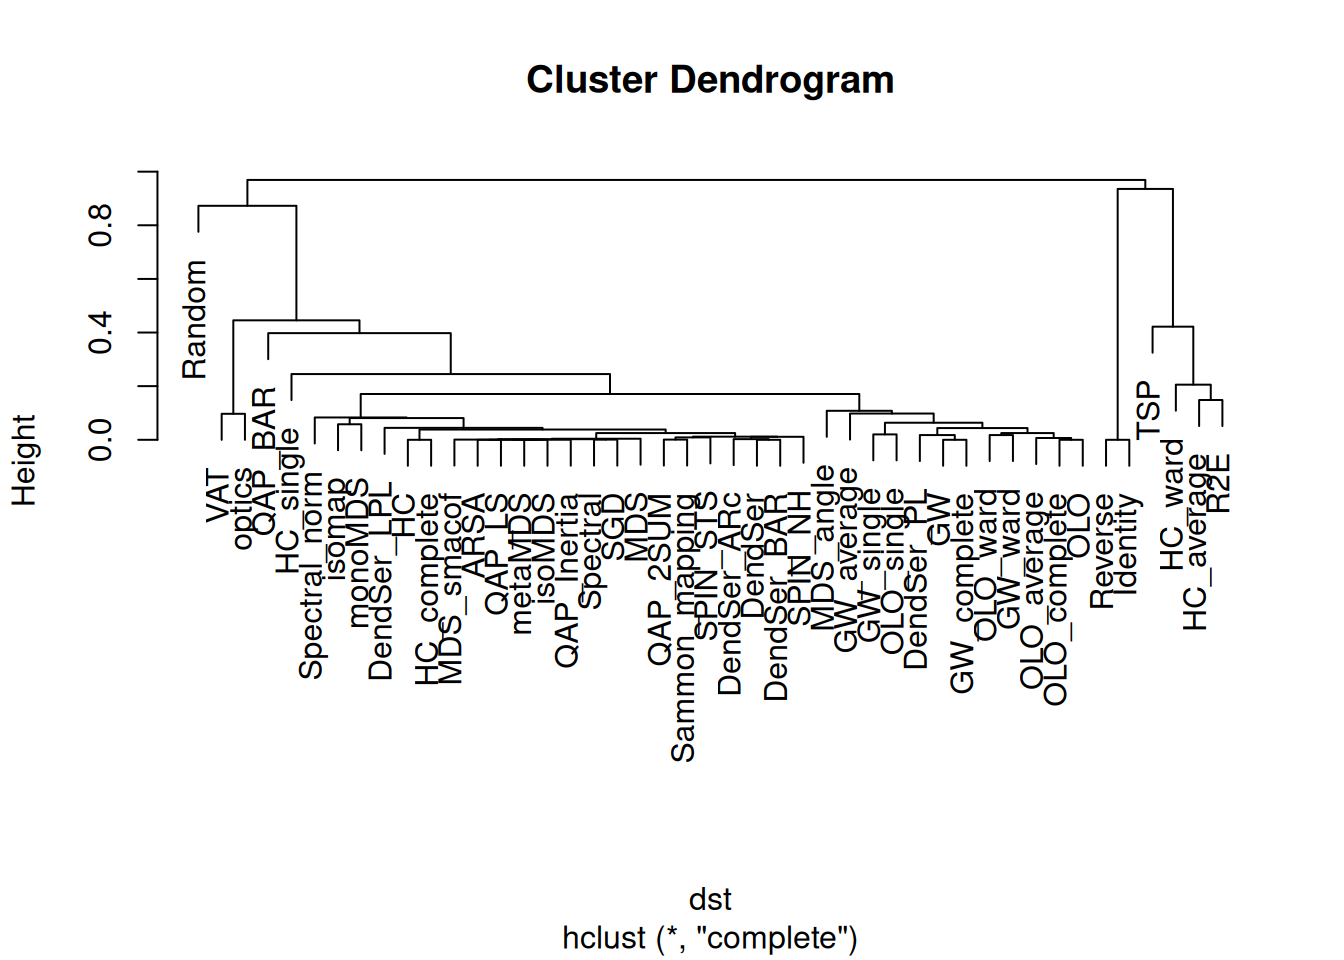 Cluster Dendrogram
Height
0.0
0.4
0.8
Random
VAT
optics
QAP_BAR
HC_single
Spectral_norm
isomap
monoMDS
DendSer_LPL
HC
HC_complete
MDS_smacof
ARSA
QAP_LS
metaMDS
isoMDS
QAP_Inertia
Spectral
SGD
MDS
QAP_2SUM
Sammon_mapping
SPIN_STS
DendSer_ARc
DendSer
DendSer_BAR
SPIN_NH
MDS_angle
GW_average
GW_single
OLO_single
DendSer_PL
GW
GW_complete
OLO_ward
GW_ward
OLO_average
OLO_complete
OLO
Reverse
Identity
TSP
HC_ward
HC_average
R2E
dst
hclust (*, "complete")